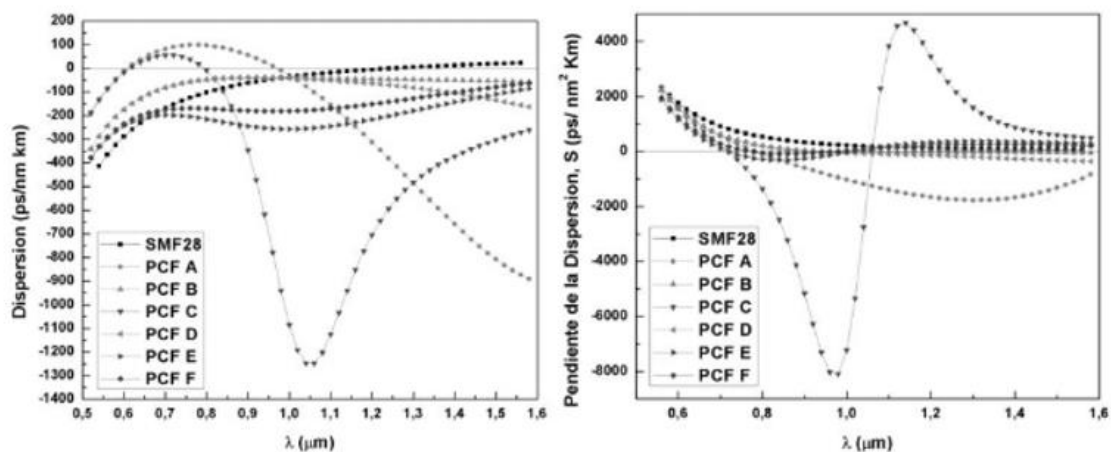 Dispersion (ps/nm km)
200
100
0
-100
-200
-300
-400
-500
-600
-700
-800
-900
-1000
-1100
-1200
-1300
-1400
SMF28
PCF A
PCF B
PCF C
PCF D
PCF E
PCF F
0,5 0,6 0,7 0,8 0,9 1,0 1,1 1,2 1,3 1,4 1,5 1,6
λ (μm)
Pendiente de la Dispersion, S (ps/ nm² Km)
4000
2000
0
-2000
-4000
-6000
-8000
SMF28
PCF A
PCF B
PCF C
PCF D
PCF E
PCF F
0,6 0,8 1,0 1,2 1,4 1,6
λ (μm)